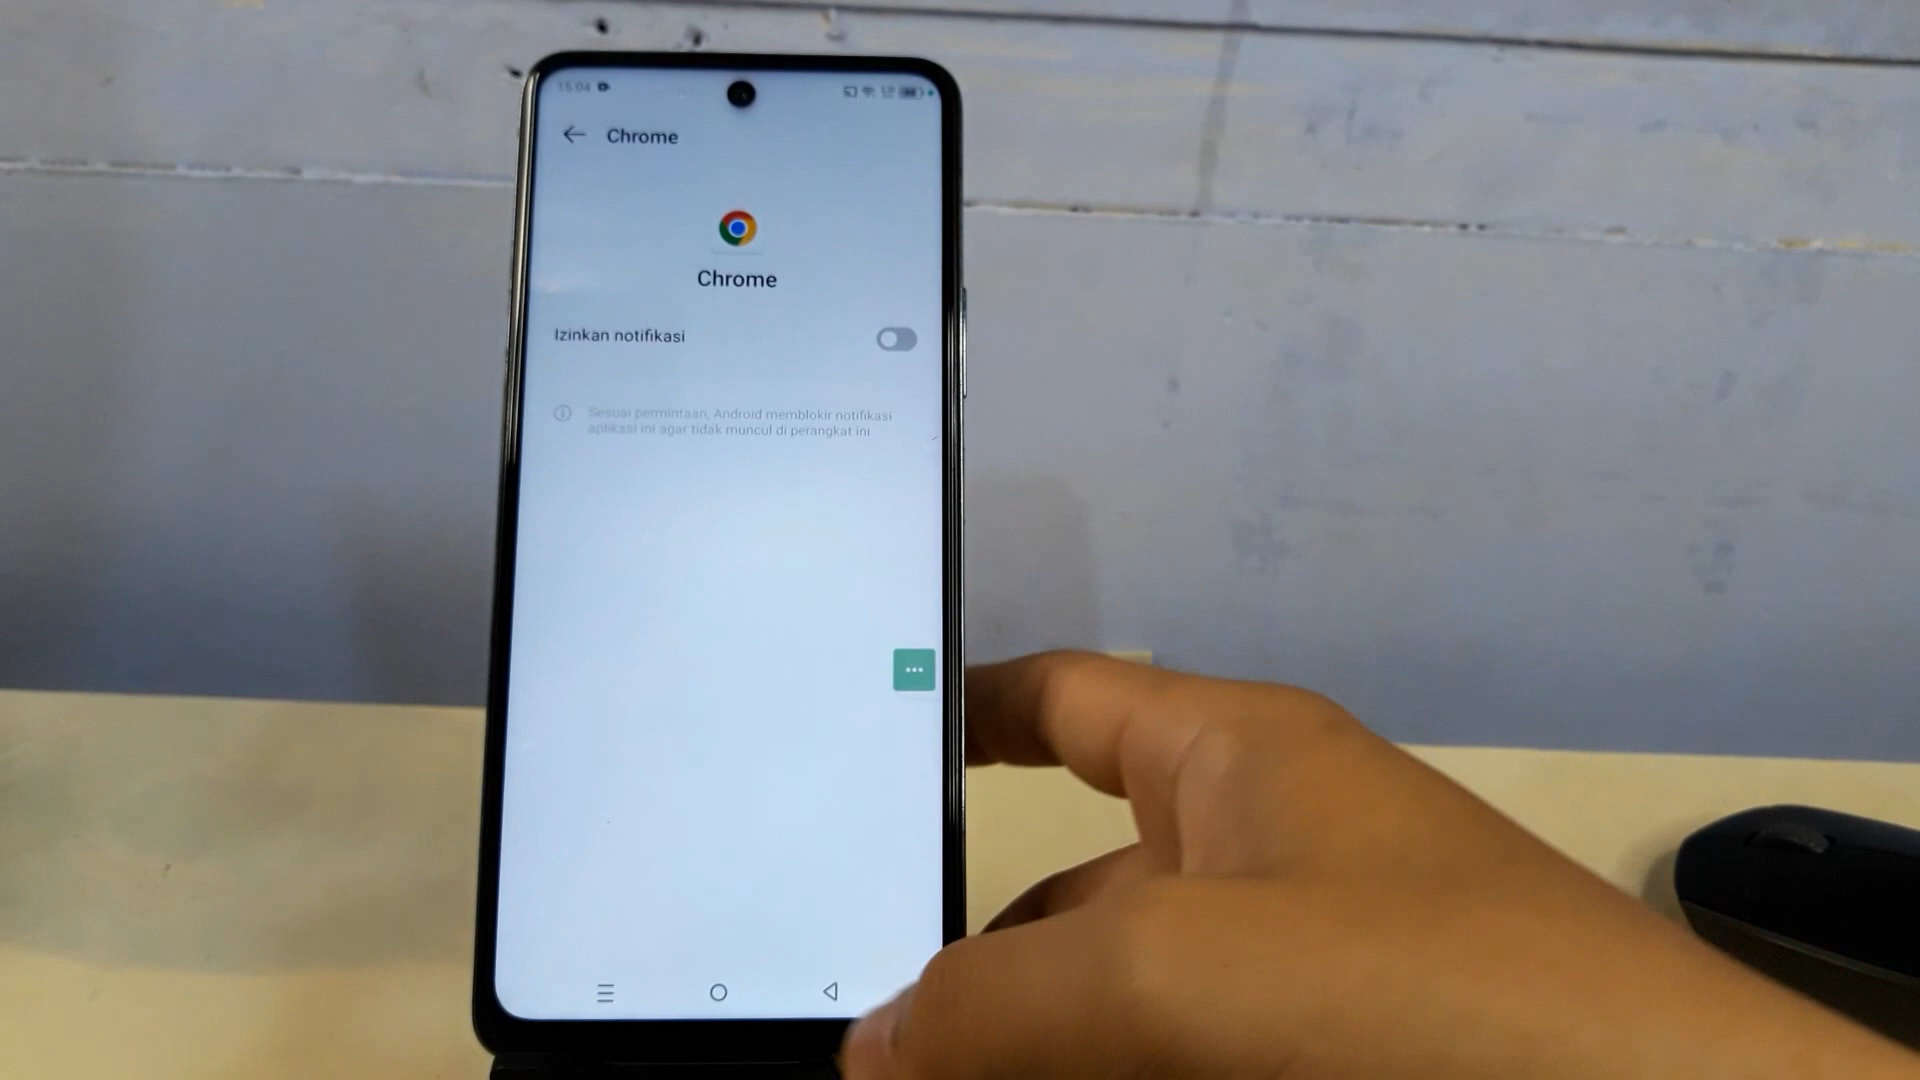 15.04
Chrome
Chrome
Izinkan notifikasi
Sesuai permintaan, Android memblokir notifikasi
aplikasi ini agar tidak muncul di perangkat ini